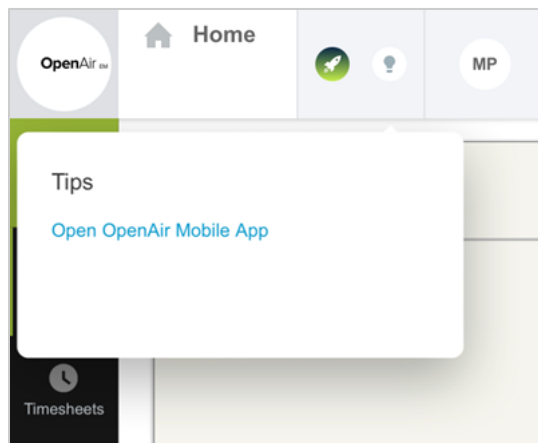 OpenAir
Home
MP
Tips
Open OpenAir Mobile App
Timesheets